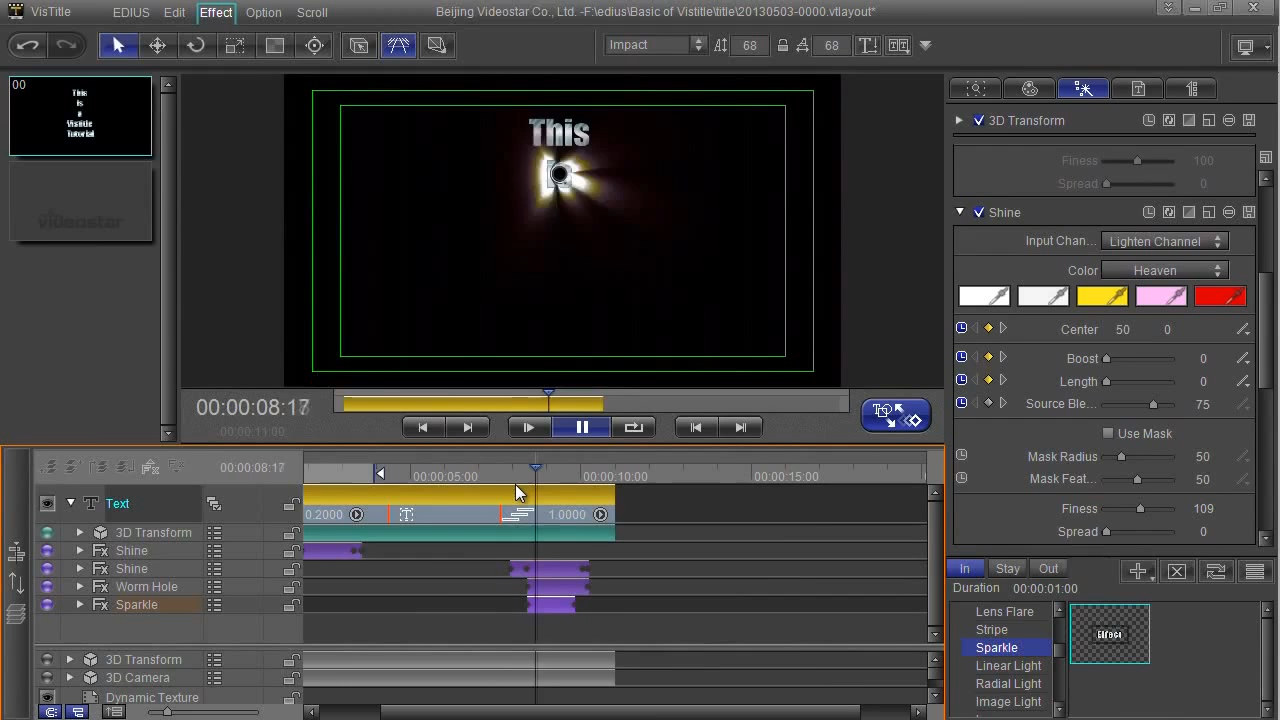 VisTitle EDIUS Edit Effect Option Scroll Beijing Videostar Co., Ltd. -F:\edius\Basic of Vistitle\title\20130503-0000.vtlayout*
Impact 68 68
00
This
is
a
Vistitle
Tutorial
videostar
This
3D Transform
Finess 100
Spread 0
Shine
Input Chan... Lighten Channel
Color Heaven
Center 50 0
Boost 0
Length 0
Source Ble... 75
Use Mask
Mask Radius 50
Mask Feat... 50
Finess 109
Spread 0
00:00:08:17
00:00:11:00
00:00:08:17 00:00:05:00 00:00:10:00 00:00:15:00
Text
0.2000 1.0000
3D Transform
Fx Shine
Fx Shine
Fx Worm Hole
Fx Sparkle
3D Transform
3D Camera
Dynamic Texture
In Stay Out
Duration 00:00:01:00
Lens Flare
Stripe
Sparkle
Linear Light
Radial Light
Image Light
Effect